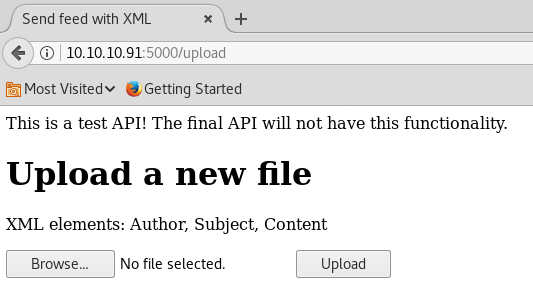 Send feed with XML
10.10.10.91:5000/upload
Most Visited Getting Started
This is a test API! The final API will not have this functionality.
Upload a new file
XML elements: Author, Subject, Content
Browse... No file selected. Upload